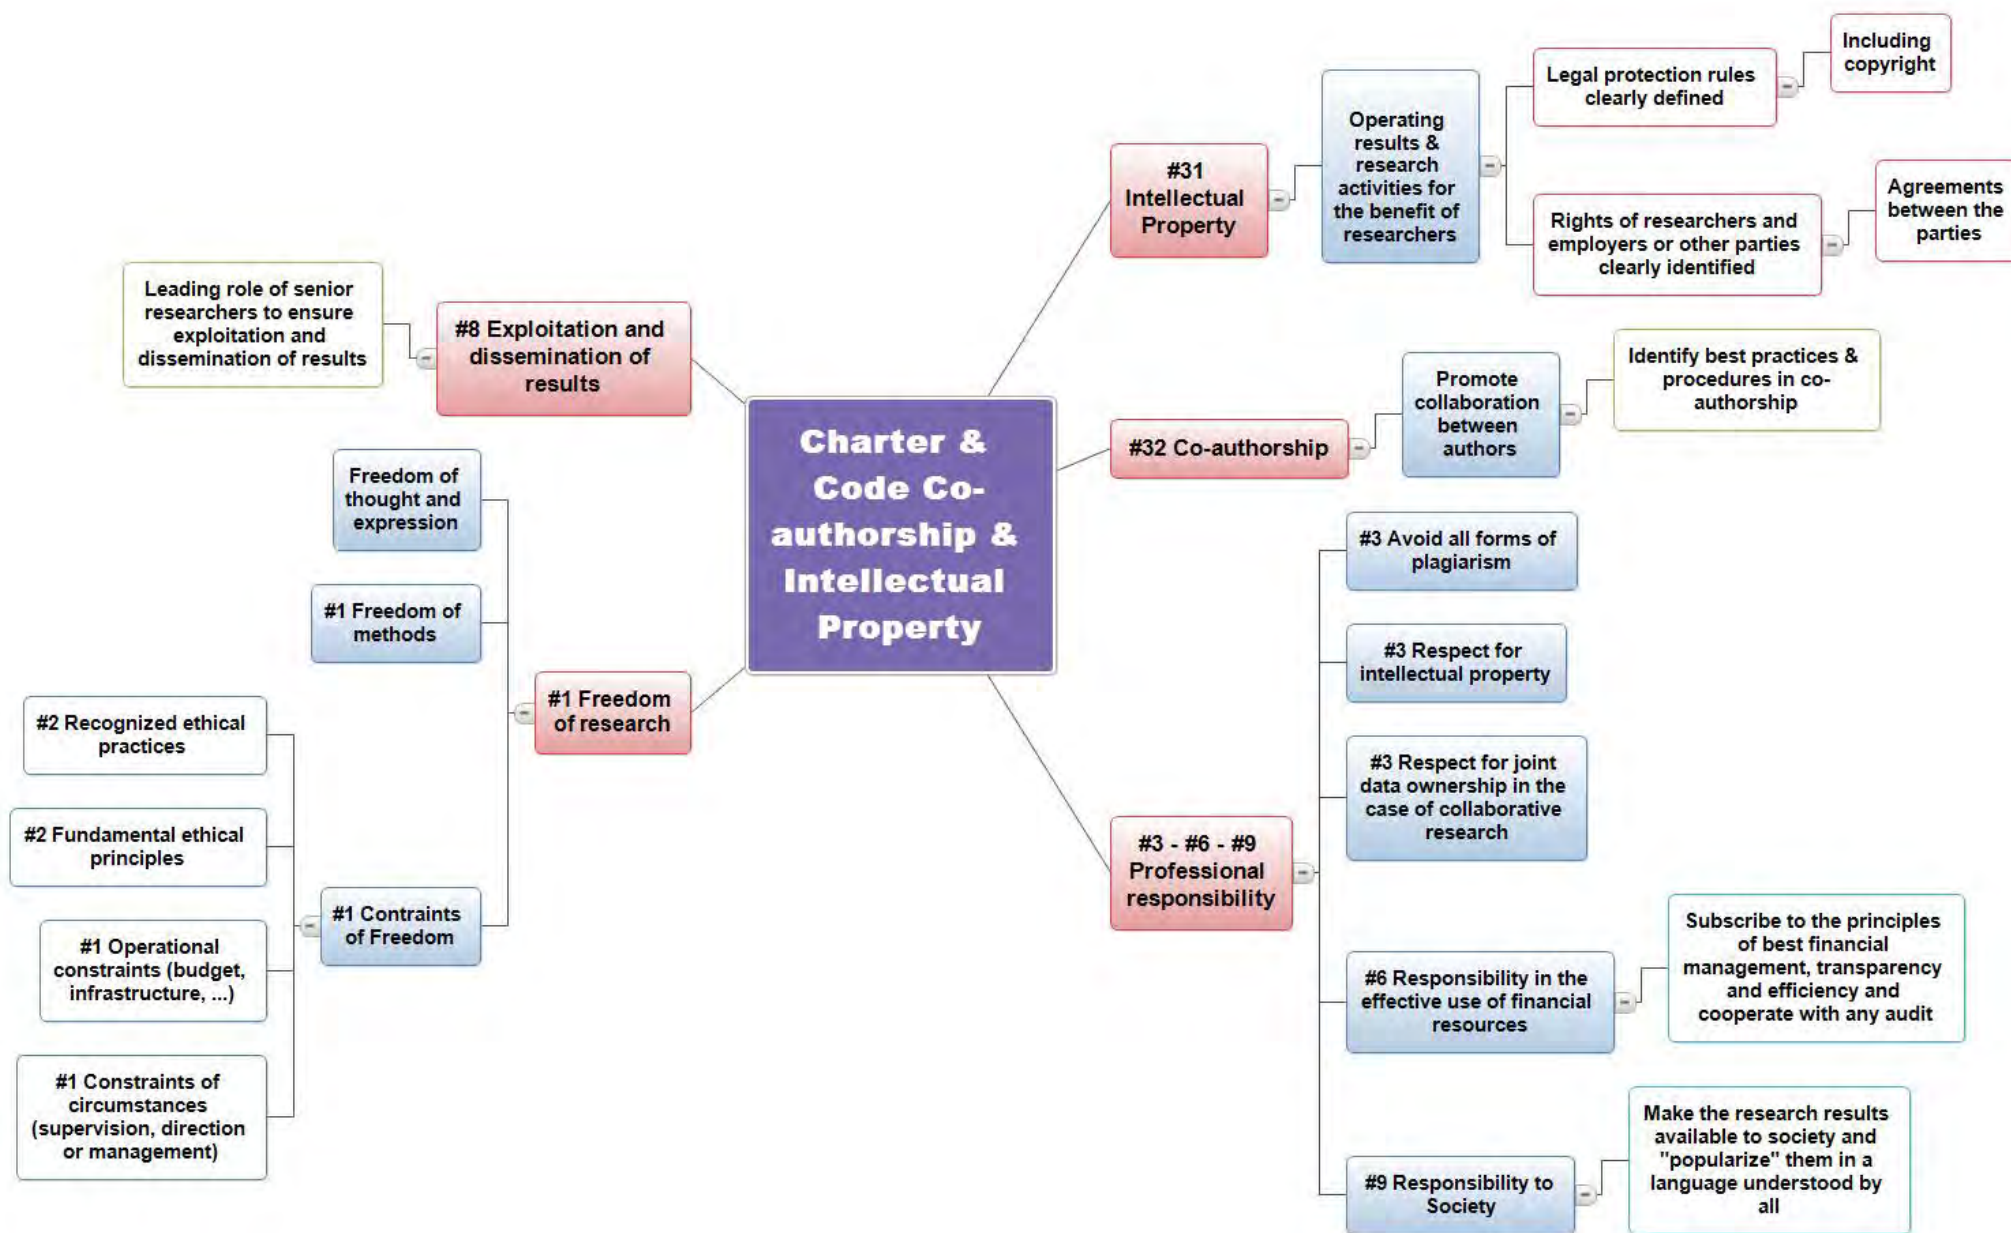 Charter &
Code Co-
authorship &
Intellectual
Property
#31
Intellectual
Property
Operating
results &
research
activities for
the benefit of
researchers
Legal protection rules
clearly defined
Including
copyright
Rights of researchers and
employers or other parties
clearly identified
Agreements
between the
parties
#32 Co-authorship
Promote
collaboration
between
authors
Identify best practices &
procedures in co-
authorship
#3 - #6 - #9
Professional
responsibility
#3 Avoid all forms of
plagiarism
#3 Respect for
intellectual property
#3 Respect for joint
data ownership in the
case of collaborative
research
#6 Responsibility in the
effective use of financial
resources
Subscribe to the principles
of best financial
management, transparency
and efficiency and
cooperate with any audit
#9 Responsibility to
Society
Make the research results
available to society and
"popularize" them in a
language understood by
all
#8 Exploitation and
dissemination of
results
Leading role of senior
researchers to ensure
exploitation and
dissemination of results
#1 Freedom
of research
Freedom of
thought and
expression
#1 Freedom of
methods
#1 Contraints
of Freedom
#2 Recognized ethical
practices
#2 Fundamental ethical
principles
#1 Operational
constraints (budget,
infrastructure, ...)
#1 Constraints of
circumstances
(supervision, direction
or management)